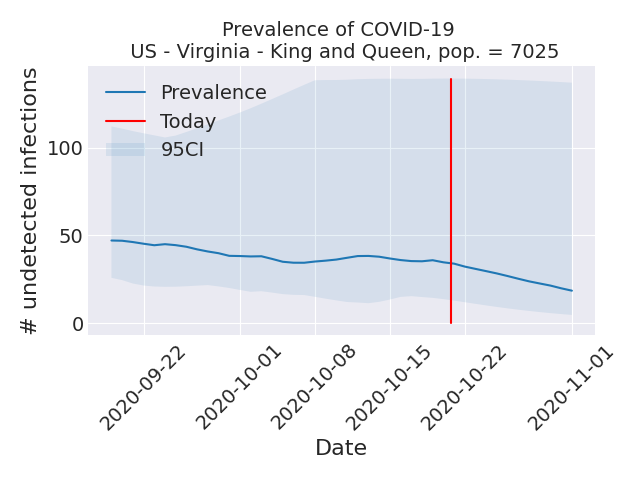 Prevalence of COVID-19
US - Virginia - King and Queen, pop. = 7025
# undetected infections
100
50
0
Prevalence
Today
95CI
2020-09-22
2020-10-01
2020-10-08
2020-10-15
2020-10-22
2020-11-01
Date